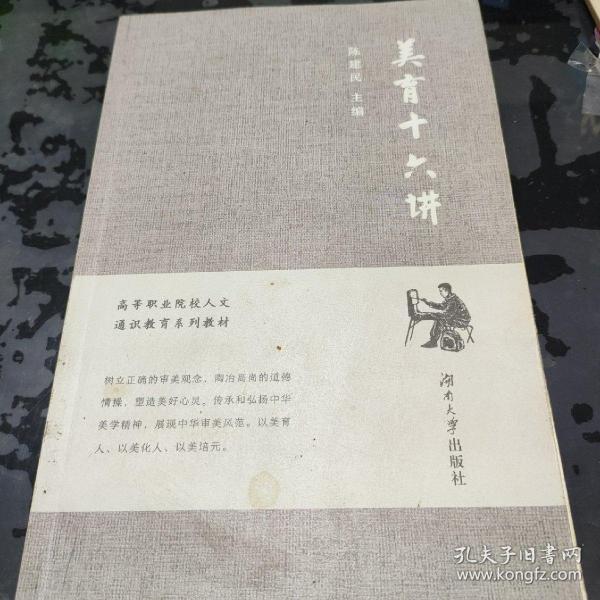 美育十六讲
陈建民 主编
高等职业院校人文
通识教育系列教材
树立正确的审美观念，陶冶高尚的道德
情操，塑造美好心灵。传承和弘扬中华
美学精神，展现中华审美风范。以美育
人、以美化人、以美培元。
湖南大学出版社
孔夫子旧书网
www.kongfz.com